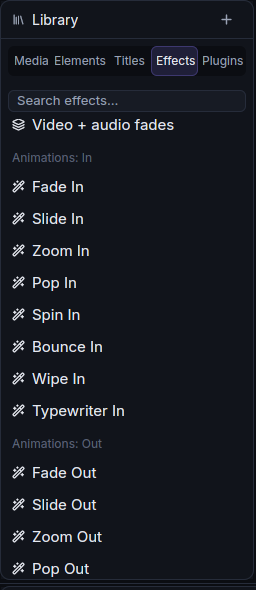 Library
Media Elements Titles Effects Plugins
Search effects...
Video + audio fades
Animations: In
Fade In
Slide In
Zoom In
Pop In
Spin In
Bounce In
Wipe In
Typewriter In
Animations: Out
Fade Out
Slide Out
Zoom Out
Pop Out